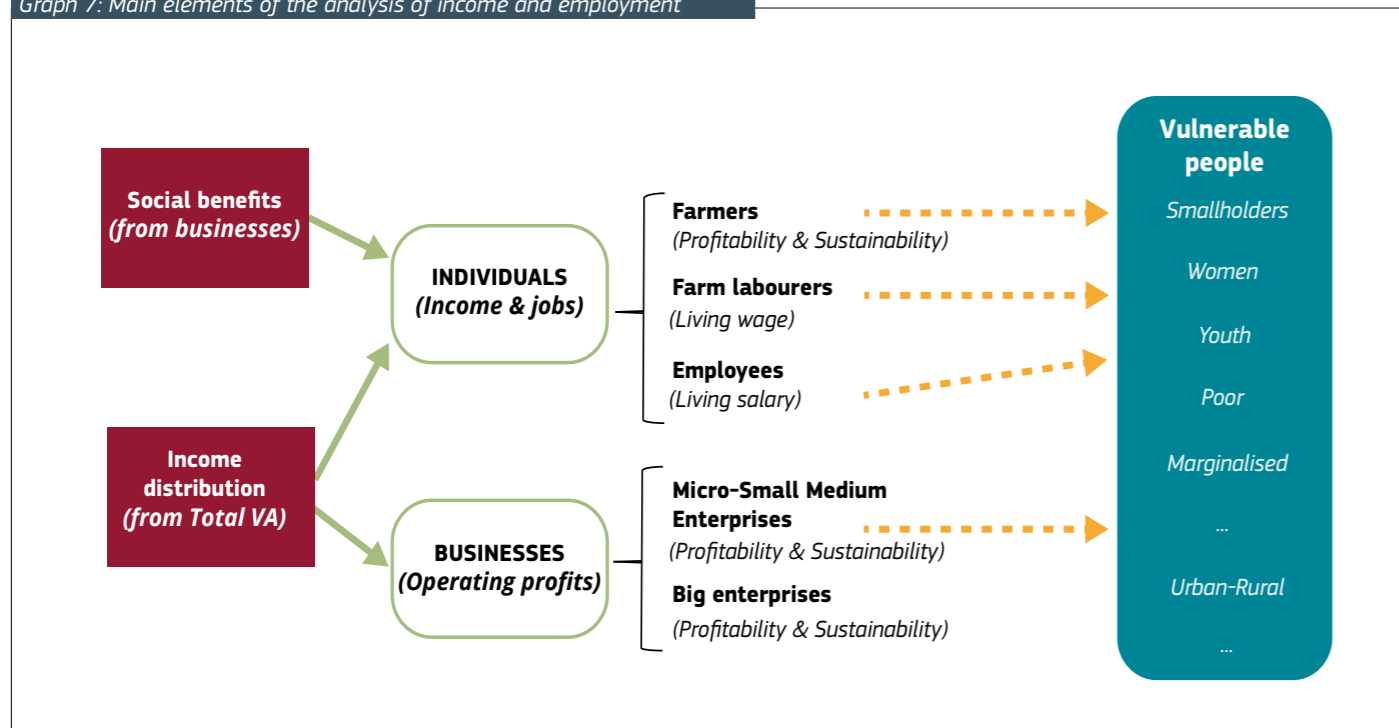 Graph 7: Main elements of the analysis of income and employment
Social benefits
(from businesses)
Income
distribution
(from Total VA)
INDIVIDUALS
(Income & jobs)
BUSINESSES
(Operating profits)
Farmers
(Profitability & Sustainability)
Farm labourers
(Living wage)
Employees
(Living salary)
Micro-Small Medium
Enterprises
(Profitability & Sustainability)
Big enterprises
(Profitability & Sustainability)
Vulnerable
people
Smallholders
Women
Youth
Poor
Marginalised
...
Urban-Rural
...